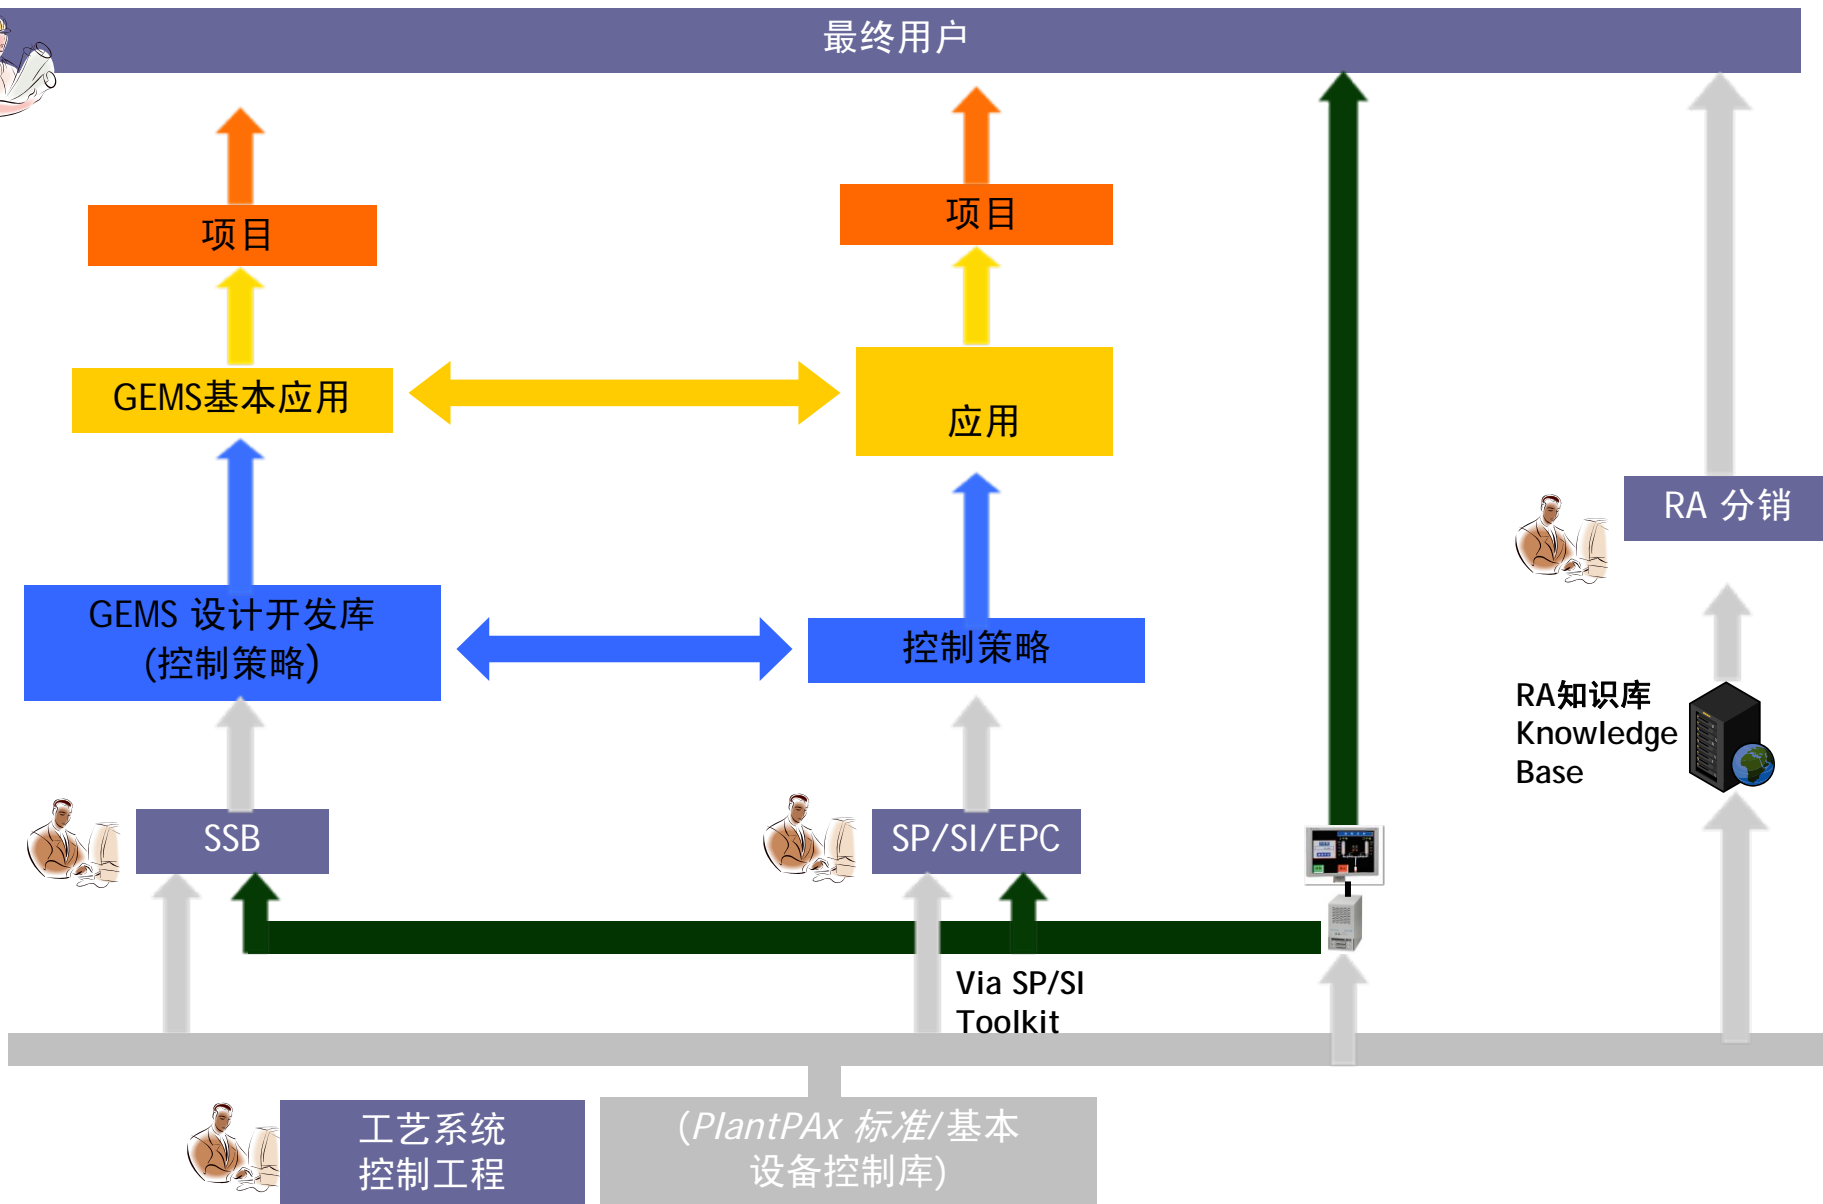 最终用户
项目
项目
GEMS基本应用
应用
RA 分销
GEMS 设计开发库
(控制策略)
控制策略
RA知识库
Knowledge
Base
SSB
SP/SI/EPC
Via SP/SI
Toolkit
工艺系统
控制工程
(PlantPAx 标准/基本
设备控制库)